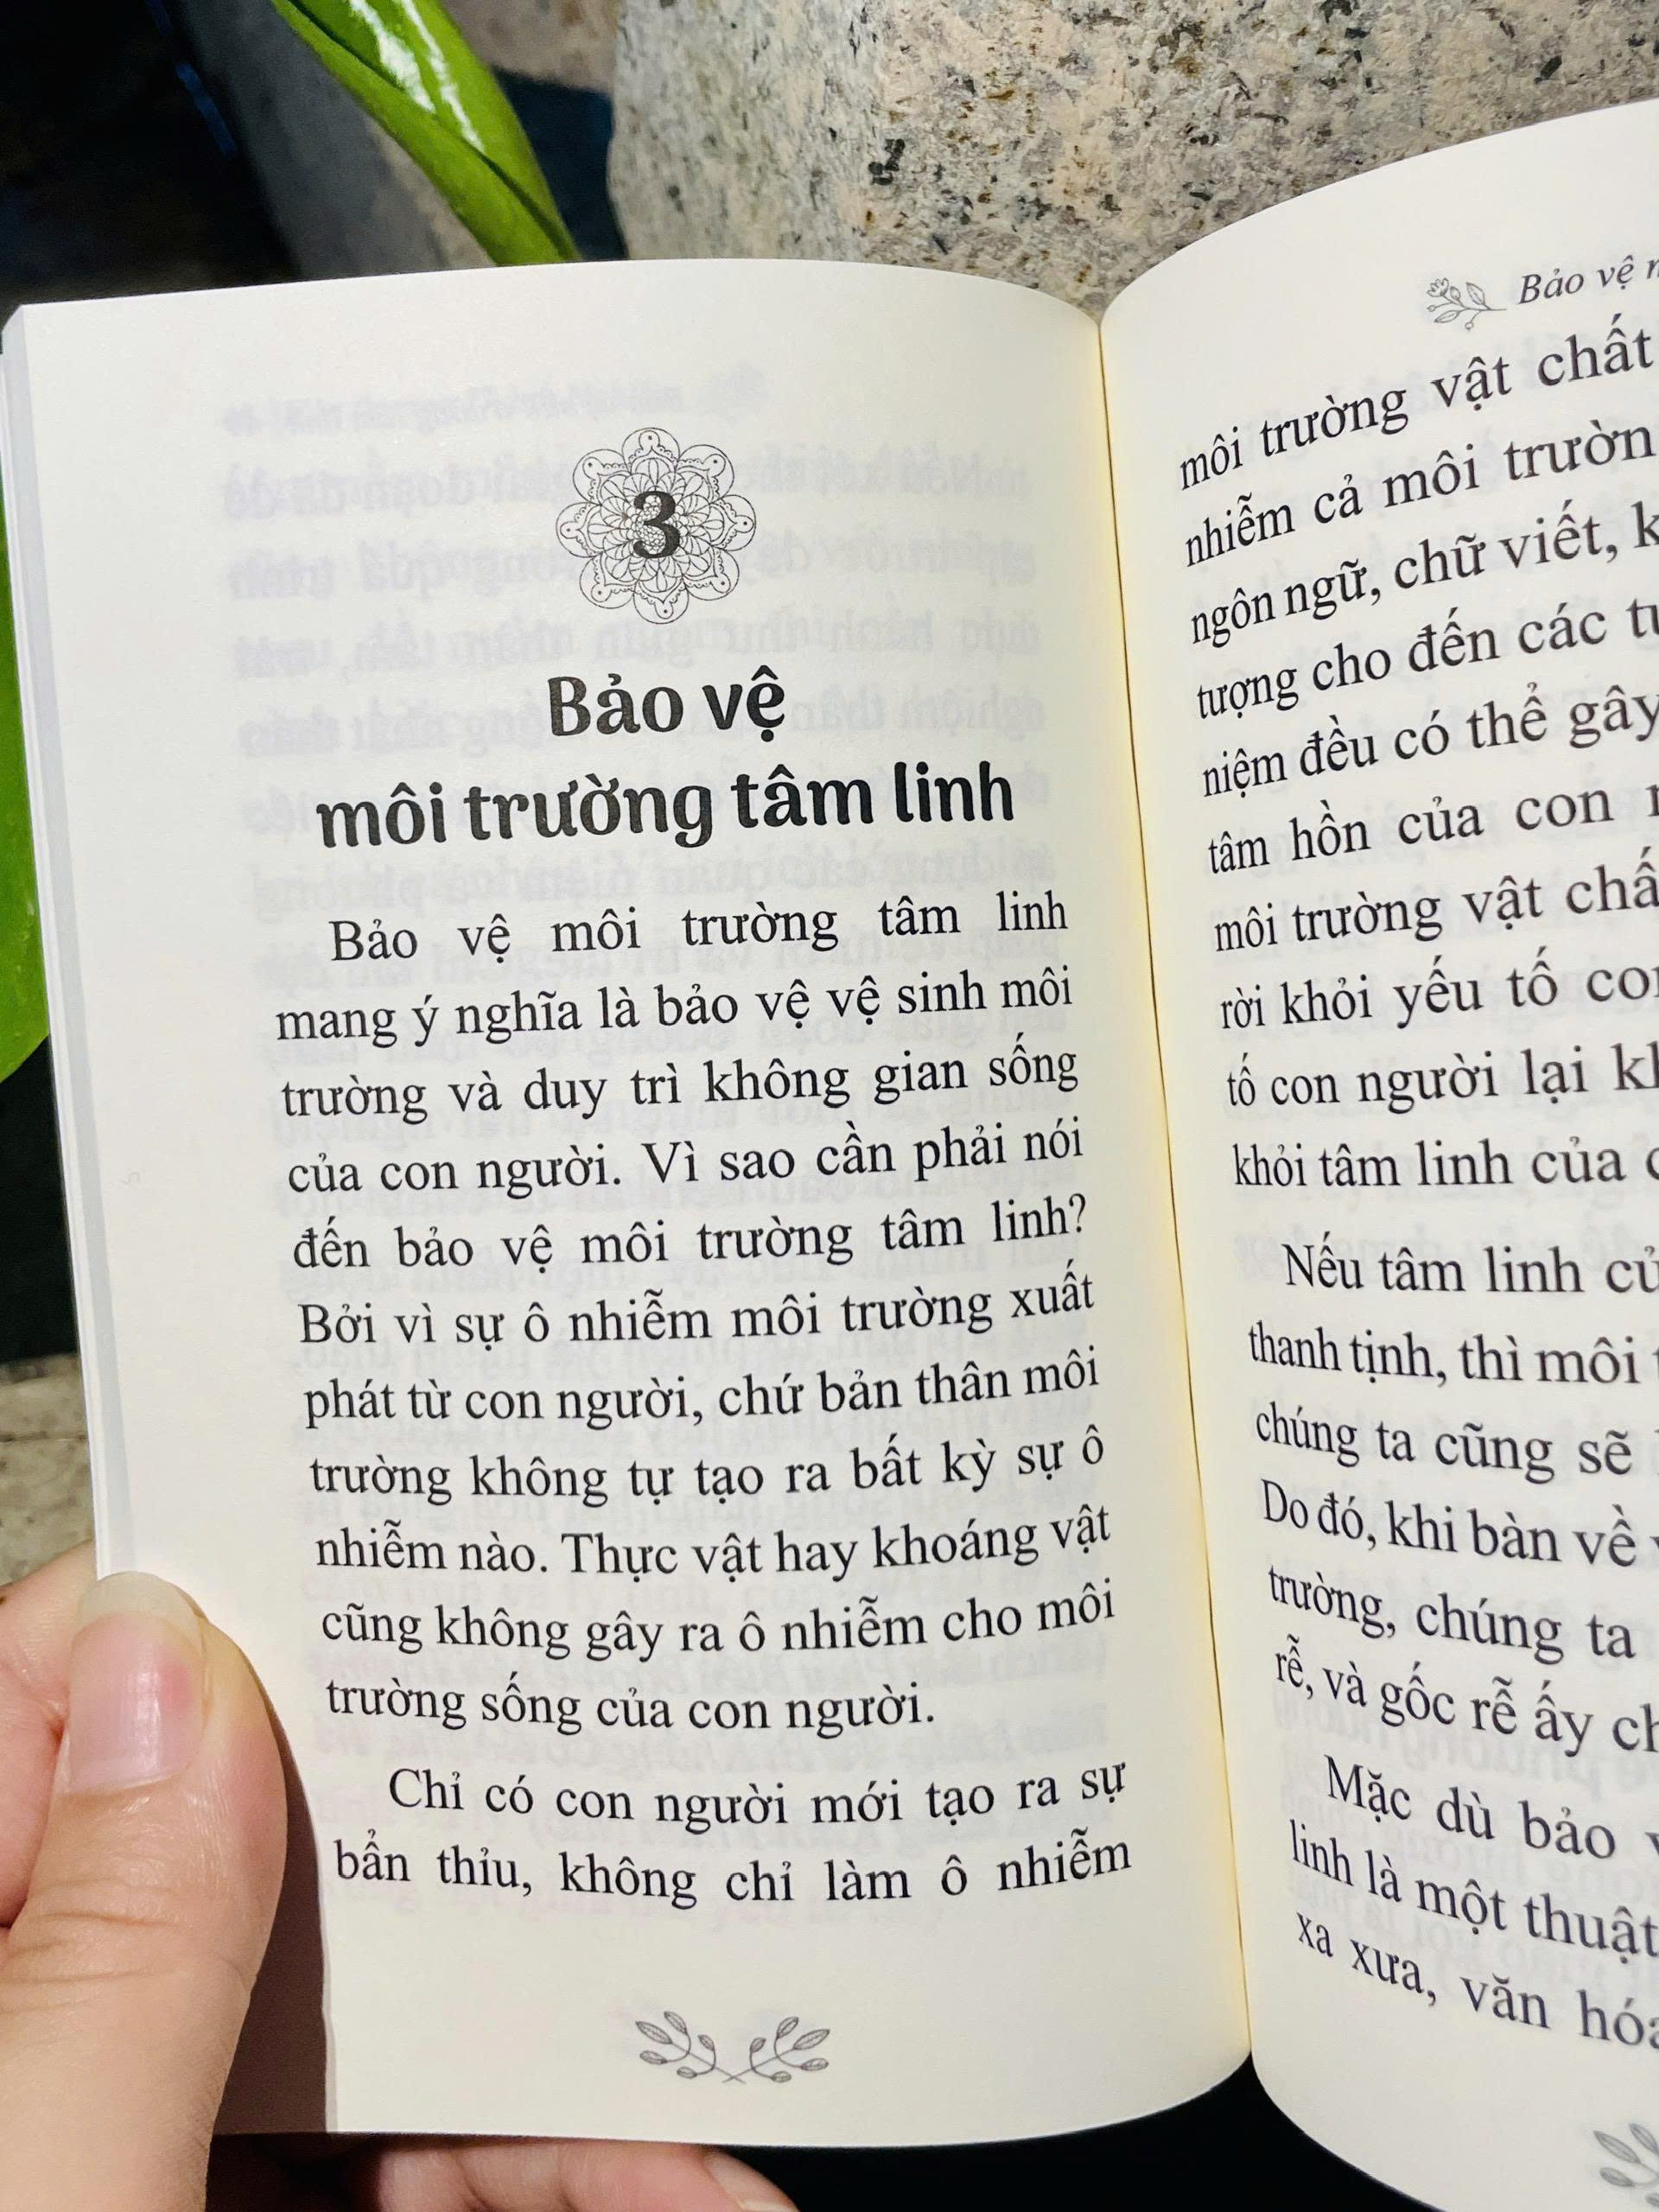 3
Bảo vệ
môi trường tâm linh
Bảo vệ môi trường tâm linh
mang ý nghĩa là bảo vệ vệ sinh môi
trường và duy trì không gian sống
của con người. Vì sao cần phải nói
đến bảo vệ môi trường tâm linh?
Bởi vì sự ô nhiễm môi trường xuất
phát từ con người, chứ bản thân môi
trường không tự tạo ra bất kỳ sự ô
nhiễm nào. Thực vật hay khoáng vật
cũng không gây ra ô nhiễm cho môi
trường sống của con người.
Chỉ có con người mới tạo ra sự
bẩn thỉu, không chỉ làm ô nhiễm
Bảo vệ
môi trường vật chất
nhiễm cả môi
ngôn ngữ, chữ viết,
tượng cho đến các
niệm đều có thể gây
tâm hồn của con
môi trường vật
rời khỏi yếu tố
tố con người lại
khỏi tâm linh của
Nếu tâm linh
thanh tịnh, thì môi
chúng ta cũng sẽ
Do đó, khi bàn về
trường, chúng ta
rễ, và gốc rễ ấy
Mặc dù bảo
linh là một thuật
xa xưa, văn